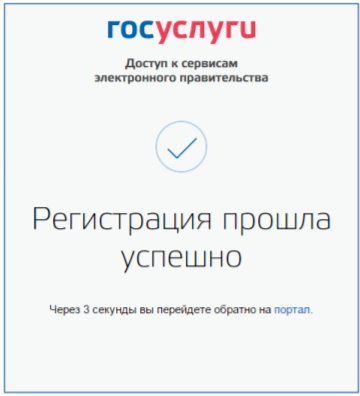 госуслуги
Доступ к сервисам
электронного правительства
Регистрация прошла
успешно
Через 3 секунды вы перейдете обратно на портал.